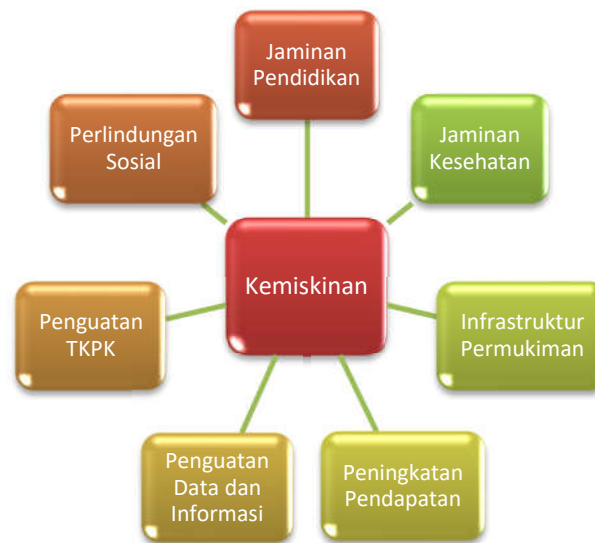 Jaminan
Pendidikan
Jaminan
Kesehatan
Infrastruktur
Permukiman
Peningkatan
Pendapatan
Penguatan
Data dan
Informasi
Penguatan
TKPK
Perlindungan
Sosial
Kemiskinan